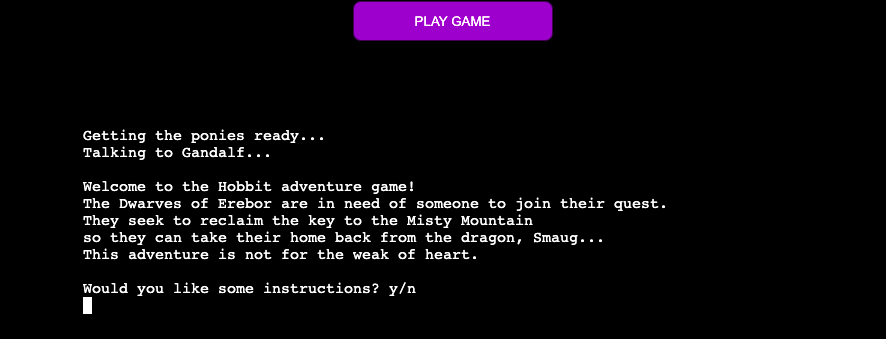 PLAY GAME
Getting the ponies ready...
Talking to Gandalf...
Welcome to the Hobbit adventure game!
The Dwarves of Erebor are in need of someone to join their quest.
They seek to reclaim the key to the Misty Mountain
so they can take their home back from the dragon, Smaug...
This adventure is not for the weak of heart.
Would you like some instructions? y/n